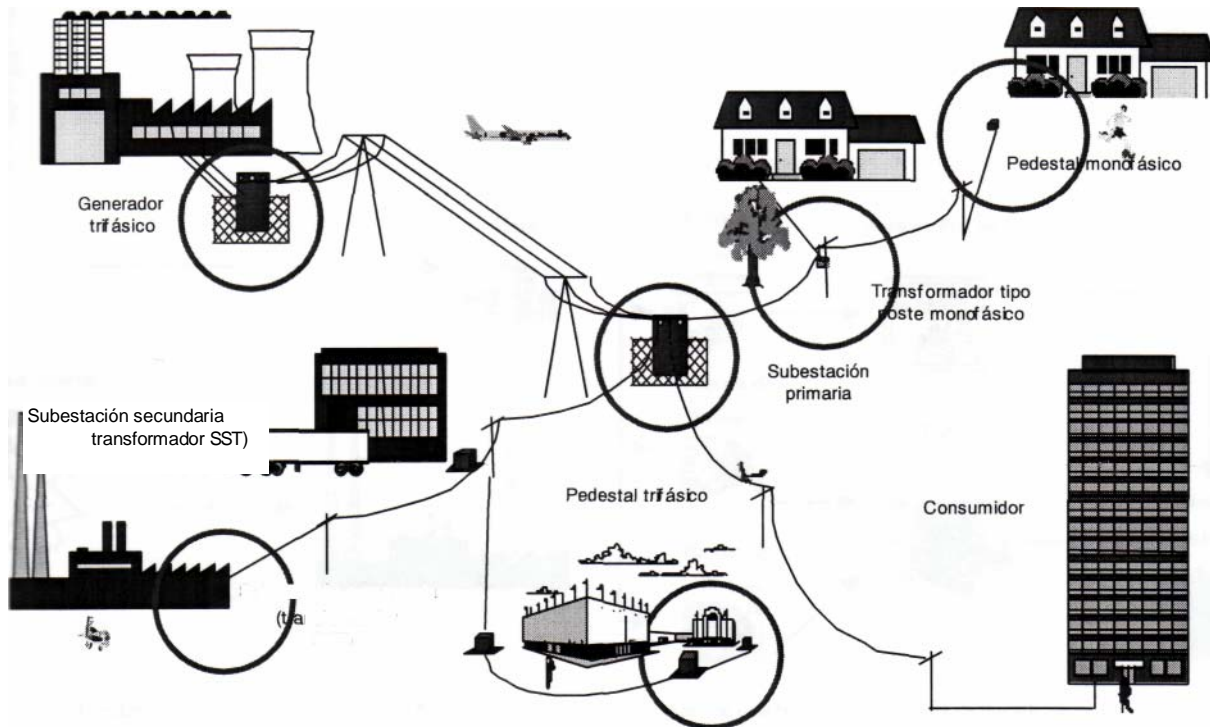 Pedestal monofásico
Generador
trifásico
Transformador tipo
poste monofásico
Subestación
primaria
Subestación secundaria
transformador SST)
Pedestal trifásico
Consumidor